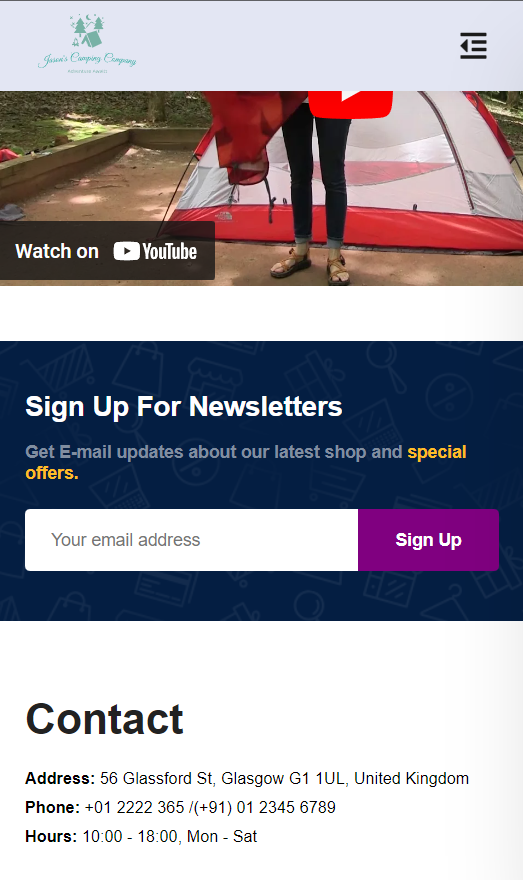 Jason's Camping Company
Watch on YouTube
Sign Up For Newsletters
Get E-mail updates about our latest shop and special
offers.
Your email address
Sign Up
Contact
Address: 56 Glassford St, Glasgow G1 1UL, United Kingdom
Phone: +01 2222 365 /(+91) 01 2345 6789
Hours: 10:00 - 18:00, Mon - Sat